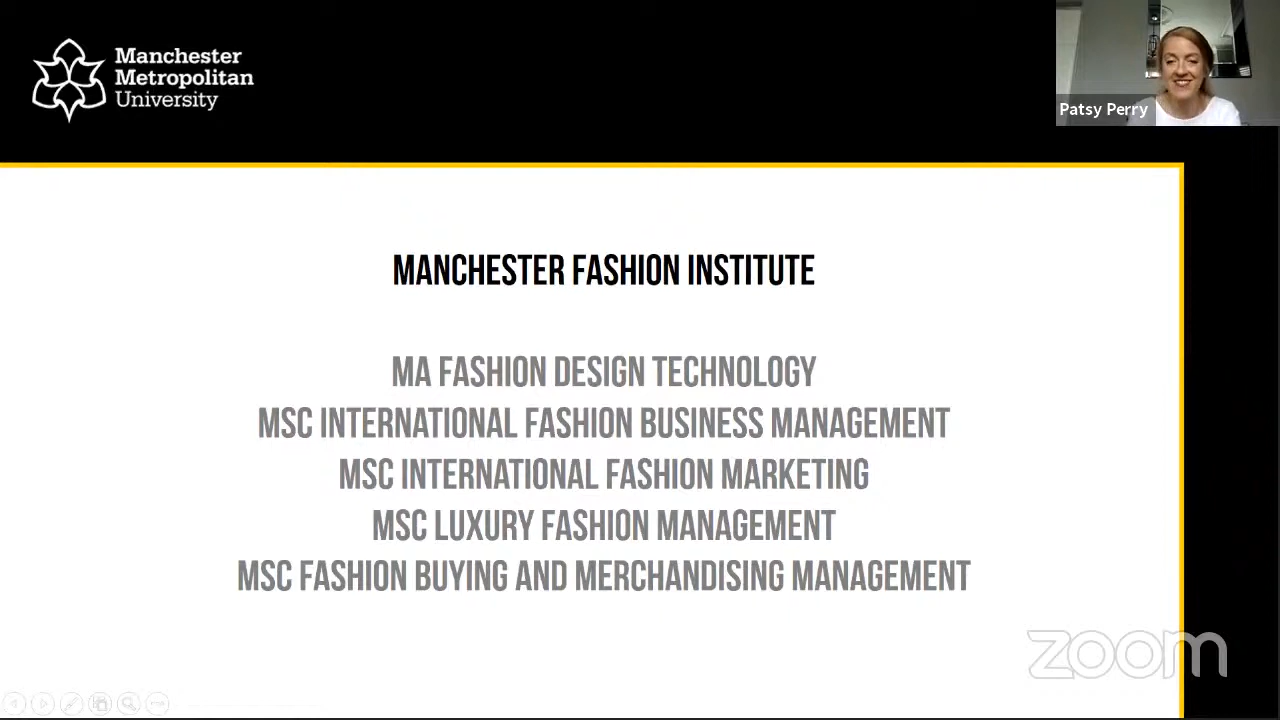 Manchester
Metropolitan
University
Patsy Perry
MANCHESTER FASHION INSTITUTE
MA FASHION DESIGN TECHNOLOGY
MSC INTERNATIONAL FASHION BUSINESS MANAGEMENT
MSC INTERNATIONAL FASHION MARKETING
MSC LUXURY FASHION MANAGEMENT
MSC FASHION BUYING AND MERCHANDISING MANAGEMENT
zoom